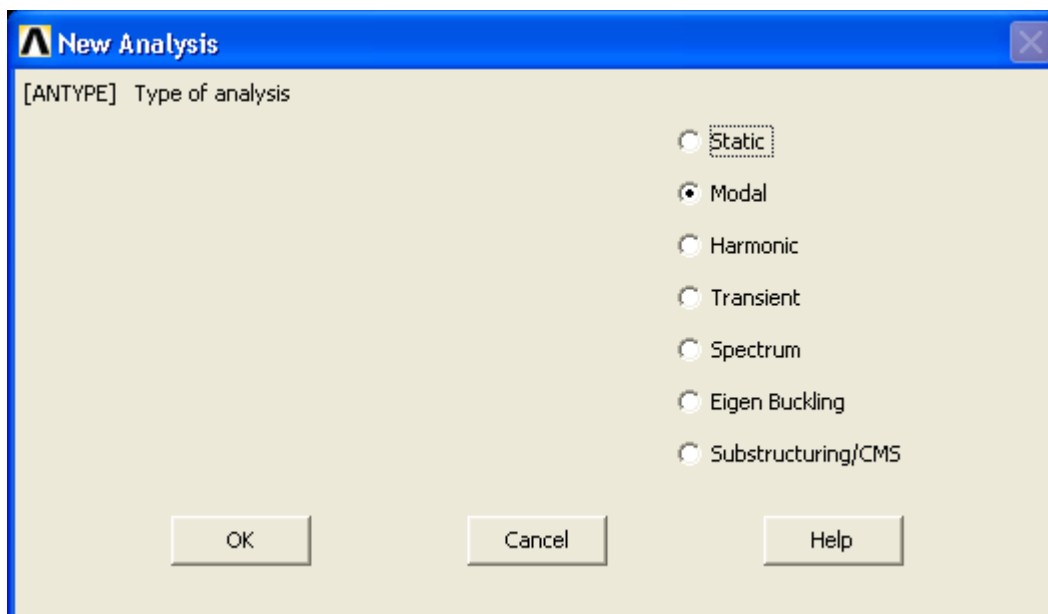 New Analysis
[ANTYPE] Type of analysis
Static
Modal
Harmonic
Transient
Spectrum
Eigen Buckling
Substructuring/CMS
OK Cancel Help